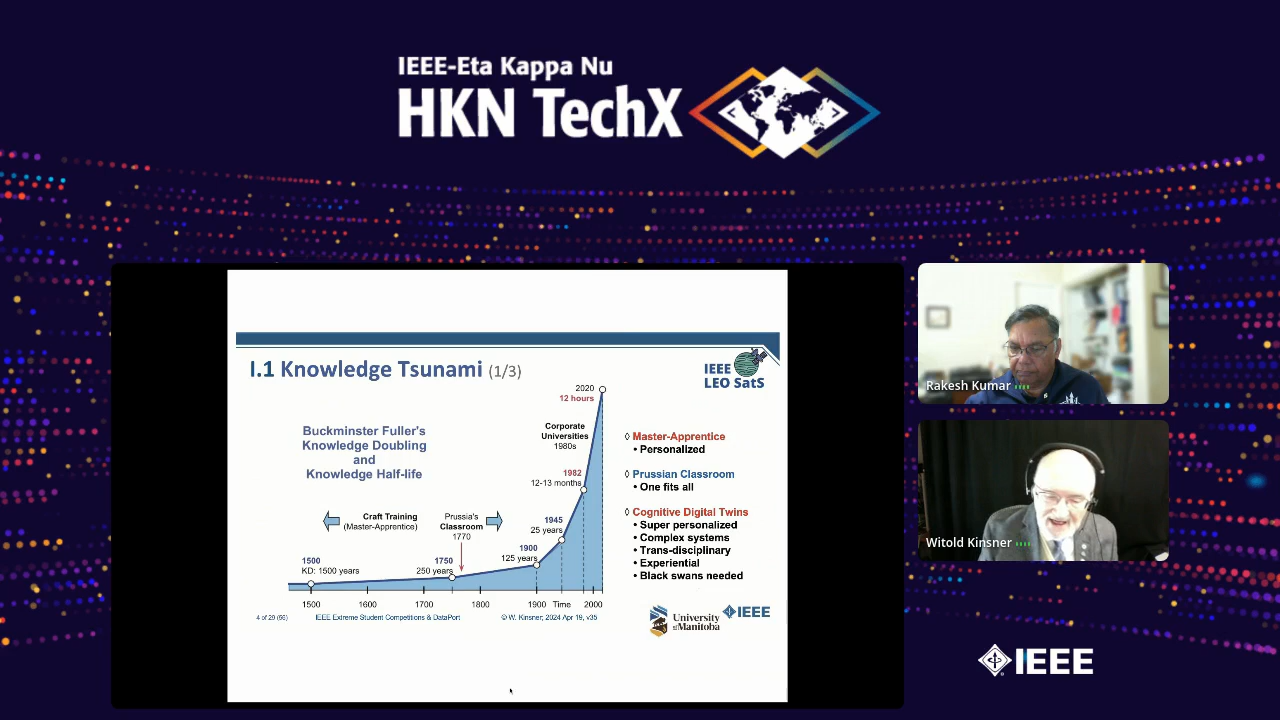 IEEE-Eta Kappa Nu
HKN TechX
I.1 Knowledge Tsunami (1/3)
IEEE
LEO SatS
Buckminster Fuller's
Knowledge Doubling
and
Knowledge Half-life
2020
12 hours
Corporate
Universities
1980s
1982
12-13 months
Craft Training
(Master-Apprentice)
Prussia's
Classroom
1770
1945
25 years
1900
125 years
1750
250 years
1500
KD: 1500 years
1500 1600 1700 1800 1900 Time 2000
◊ Master-Apprentice
• Personalized
◊ Prussian Classroom
• One fits all
◊ Cognitive Digital Twins
• Super personalized
• Complex systems
• Trans-disciplinary
• Experiential
• Black swans needed
4 of 29 (56) IEEE Extreme Student Competitions & DataPort © W. Kinsner; 2024 Apr 19, v35
University
of Manitoba
IEEE
Rakesh Kumar
Witold Kinsner
IEEE